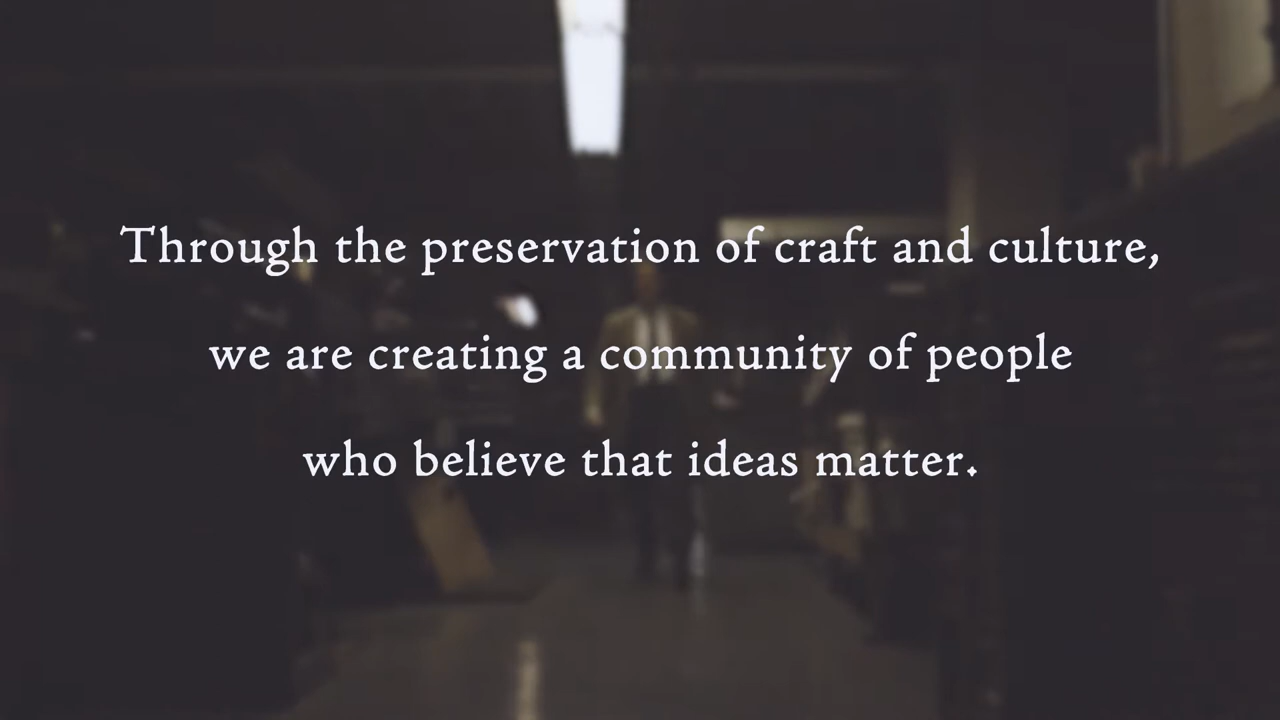 Through the preservation of craft and culture,
we are creating a community of people
who believe that ideas matter.